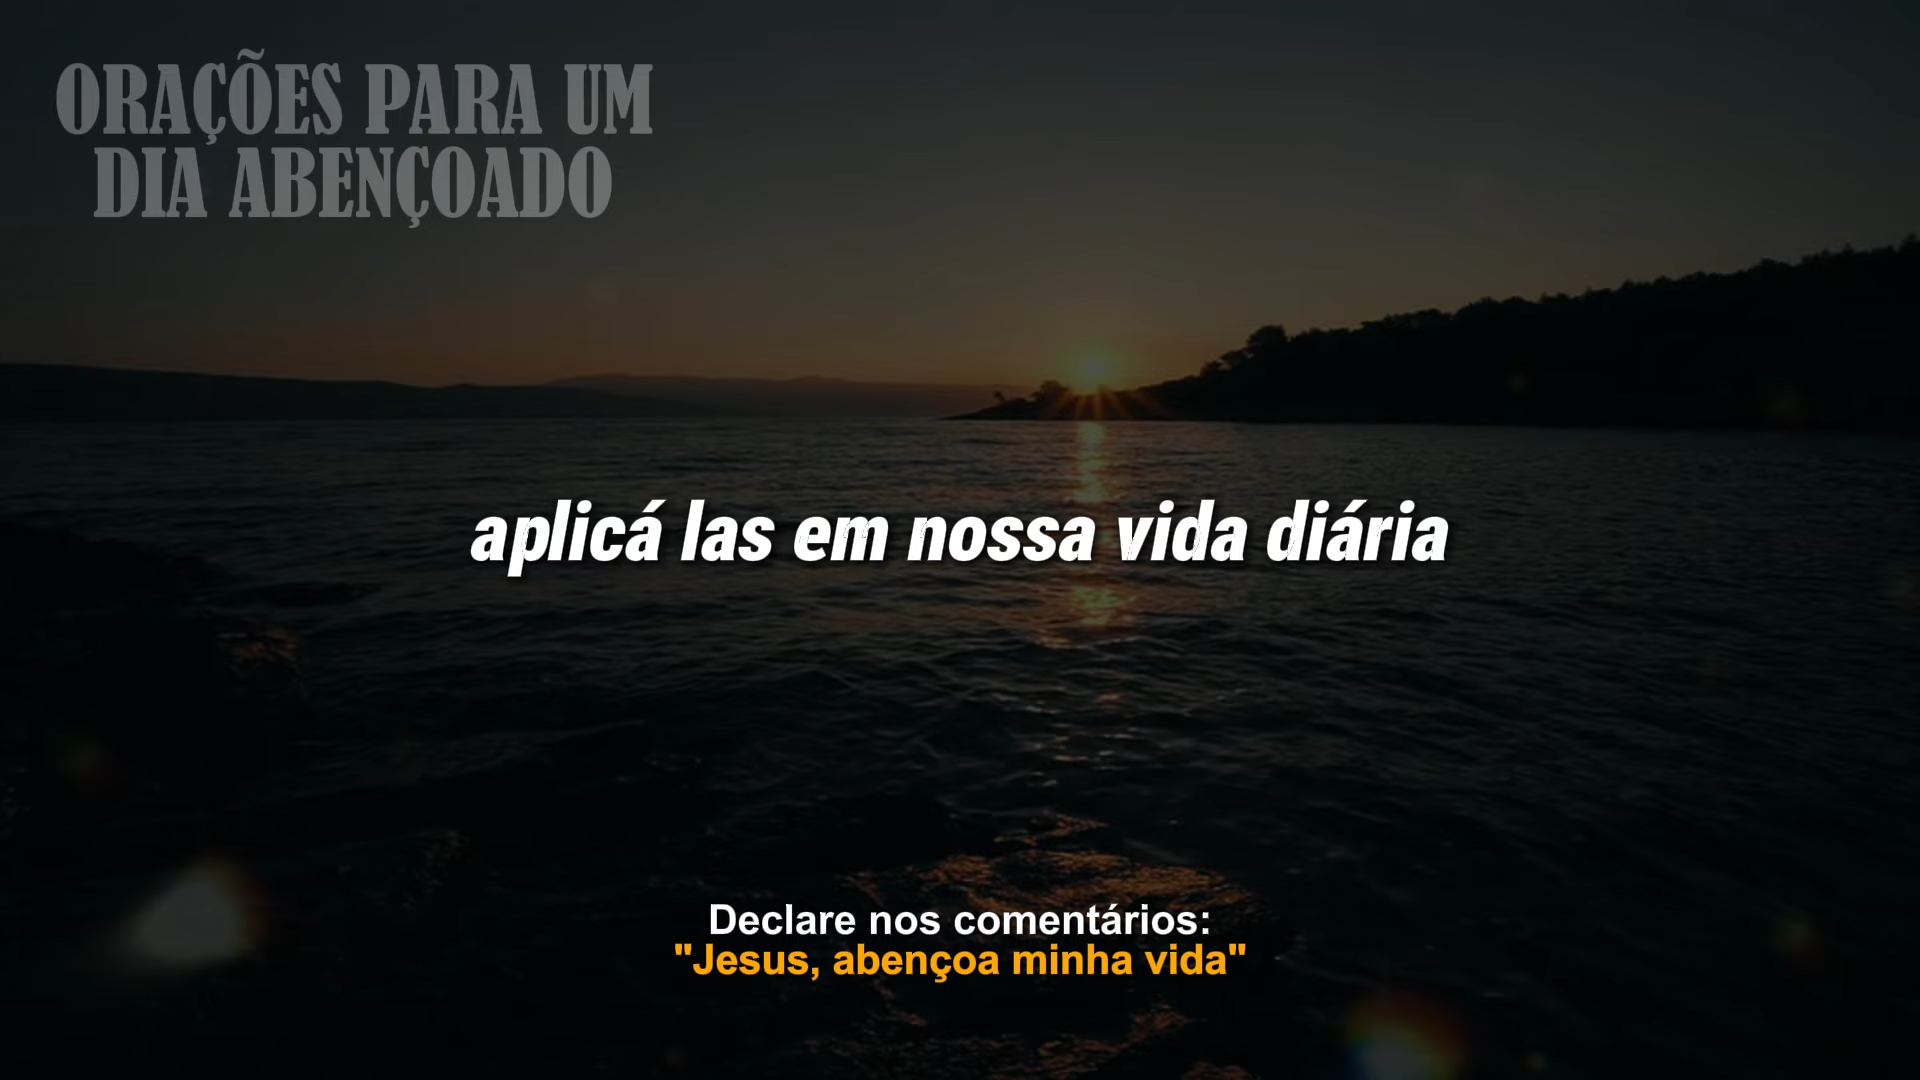 ORAÇÕES PARA UM
DIA ABENÇOADO
aplicá las em nossa vida diária
Declare nos comentários:
"Jesus, abençoa minha vida"